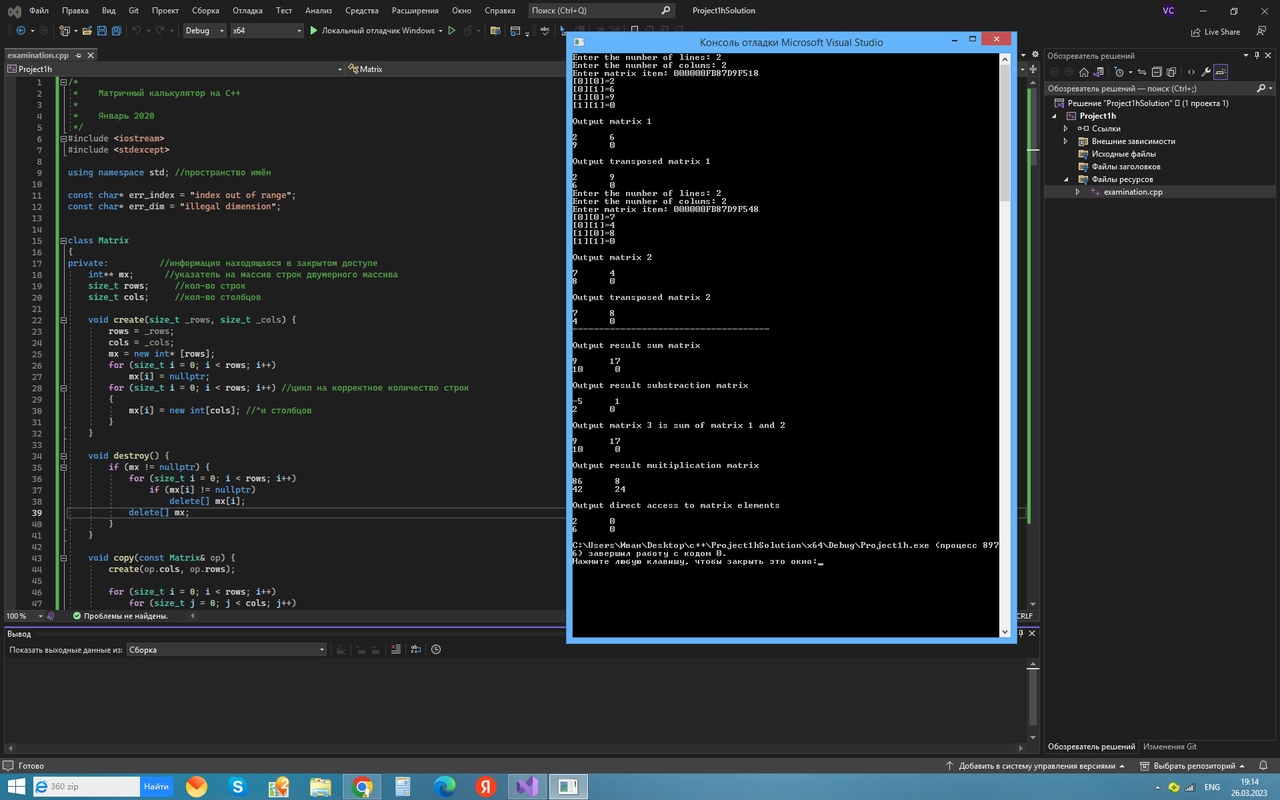 Файл Правка Вид Git Проект Сборка Отладка Тест Анализ Средства Расширения Окно Справка Поиск (Ctrl+Q) Project1h VC
Debug x64 Локальный отладчик Windows Live Share
examination.cpp
Project1h Matrix
1 /*
2 * Матричный калькулятор на C++
3 *
4 * Январь 2020
5 */
6 #include <iostream>
7 #include <stdexcept>
8
9 using namespace std; //пространство имён
10
11 const char* err_index = "index out of range";
12 const char* err_dim = "illegal dimension";
13
14
15 class Matrix
16 {
17 private: //информация находящаяся в закрытом доступе
18 int** mx; //указатель на массив строк двумерного массива
19 size_t rows; //кол-во строк
20 size_t cols; //кол-во столбцов
21
22 void create(size_t _rows, size_t _cols) {
23 rows = _rows;
24 cols = _cols;
25 mx = new int* [rows];
26 for (size_t i = 0; i < rows; i++)
27 mx[i] = nullptr;
28 for (size_t i = 0; i < rows; i++) //цикл на корректное количество строк
29 {
30 mx[i] = new int[cols]; //^и столбцов
31 }
32 }
33
34 void destroy() {
35 if (mx != nullptr) {
36 for (size_t i = 0; i < rows; i++)
37 if (mx[i] != nullptr)
38 delete[] mx[i];
39 delete[] mx;
40 }
41 }
42
43 void copy(const Matrix& op) {
44 create(op.cols, op.rows);
45
46 for (size_t i = 0; i < rows; i++)
47 for (size_t j = 0; j < cols; j++)
100 % Проблемы не найдены. CRLF
Консоль отладки Microsoft Visual Studio
Enter the number of lines: 2
Enter the number of colums: 2
Enter matrix item: 000000FB87D9F518
[0][0]=2
[0][1]=6
[1][0]=9
[1][1]=0
Output matrix 1
2 6
9 0
Output transposed matrix 1
2 9
6 0
Enter the number of lines: 2
Enter the number of colums: 2
Enter matrix item: 000000FB87D9F548
[0][0]=7
[0][1]=4
[1][0]=8
[1][1]=0
Output matrix 2
7 4
8 0
Output transposed matrix 2
7 8
4 0
--------------------------------------
Output result sum matrix
9 17
10 0
Output result substraction matrix
-5 1
2 0
Output matrix 3 is sum of matrix 1 and 2
9 17
10 0
Output result muitiplication matrix
86 8
42 24
Output direct access to matrix elements
2 0
6 0
C:\Users\Иван\Desktop\c++\Project1hSolution\x64\Debug\Project1h.exe (процесс 897
6) завершил работу с кодом 0.
Нажмите любую клавишу, чтобы закрыть это окно:_
Обозреватель решений
Обозреватель решений — поиск (Ctrl+;)
Решение "Project1hSolution" (1 проекта 1)
Project1h
Ссылки
Внешние зависимости
Исходные файлы
Файлы заголовков
Файлы ресурсов
examination.cpp
Обозреватель решений Изменения Git
Вывод
Показать выходные данные из: Сборка
Готово Добавить в систему управления версиями Выбрать репозиторий
360 zip Найти ENG 19:14
26.03.2023